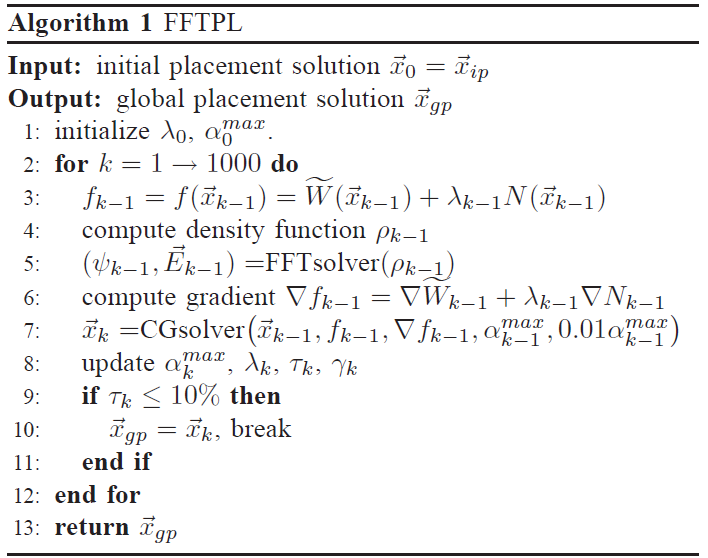 Algorithm 1 FFTPL
Input: initial placement solution $\vec{x}_0 = \vec{x}_{ip}$
Output: global placement solution $\vec{x}_{gp}$
1: initialize $\lambda_0$, $\alpha_0^{max}$.
2: for $k = 1 \rightarrow 1000$ do
3: $f_{k-1} = f(\vec{x}_{k-1}) = \widetilde{W}(\vec{x}_{k-1}) + \lambda_{k-1} N(\vec{x}_{k-1})$
4: compute density function $\rho_{k-1}$
5: $(\psi_{k-1}, \vec{E}_{k-1})$ =FFTsolver$(\rho_{k-1})$
6: compute gradient $\nabla f_{k-1} = \nabla \widetilde{W}_{k-1} + \lambda_{k-1} \nabla N_{k-1}$
7: $\vec{x}_k$ =CGsolver$(\vec{x}_{k-1}, f_{k-1}, \nabla f_{k-1}, \alpha_{k-1}^{max}, 0.01\alpha_{k-1}^{max})$
8: update $\alpha_k^{max}$, $\lambda_k$, $\tau_k$, $\gamma_k$
9: if $\tau_k \leq 10\%$ then
10: $\vec{x}_{gp} = \vec{x}_k$, break
11: end if
12: end for
13: return $\vec{x}_{gp}$